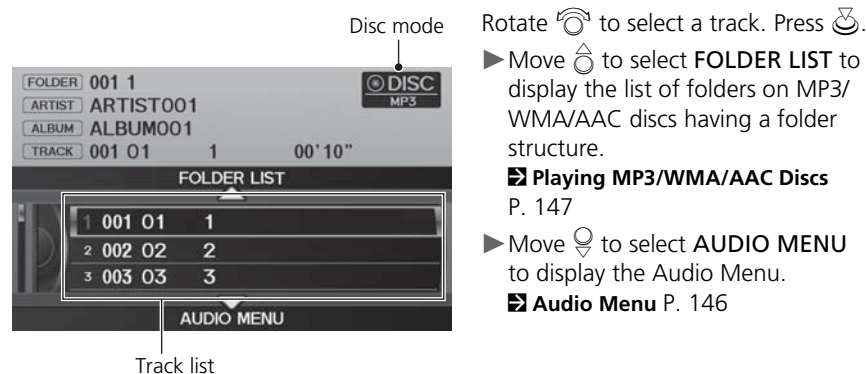 Disc mode
FOLDER 001 1
ARTIST ARTIST001
ALBUM ALBUM001
TRACK 001 01 1 00'10"
DISC
MP3
FOLDER LIST
1 001 01 1
2 002 02 2
3 003 03 3
AUDIO MENU
Track list
Rotate to select a track. Press .
Move to select FOLDER LIST to
display the list of folders on MP3/
WMA/AAC discs having a folder
structure.
Playing MP3/WMA/AAC Discs
P. 147
Move to select AUDIO MENU
to display the Audio Menu.
Audio Menu P. 146